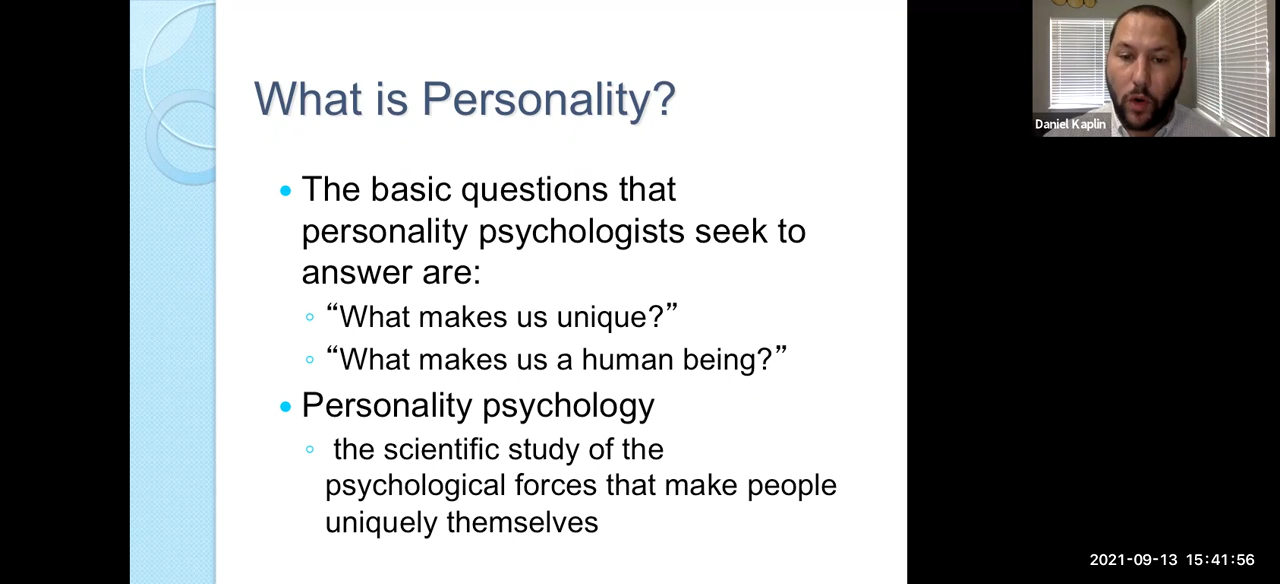 What is Personality?
• The basic questions that
personality psychologists seek to
answer are:
◦ “What makes us unique?”
◦ “What makes us a human being?”
• Personality psychology
◦ the scientific study of the
psychological forces that make people
uniquely themselves
Daniel Kaplin
2021-09-13 15:41:56